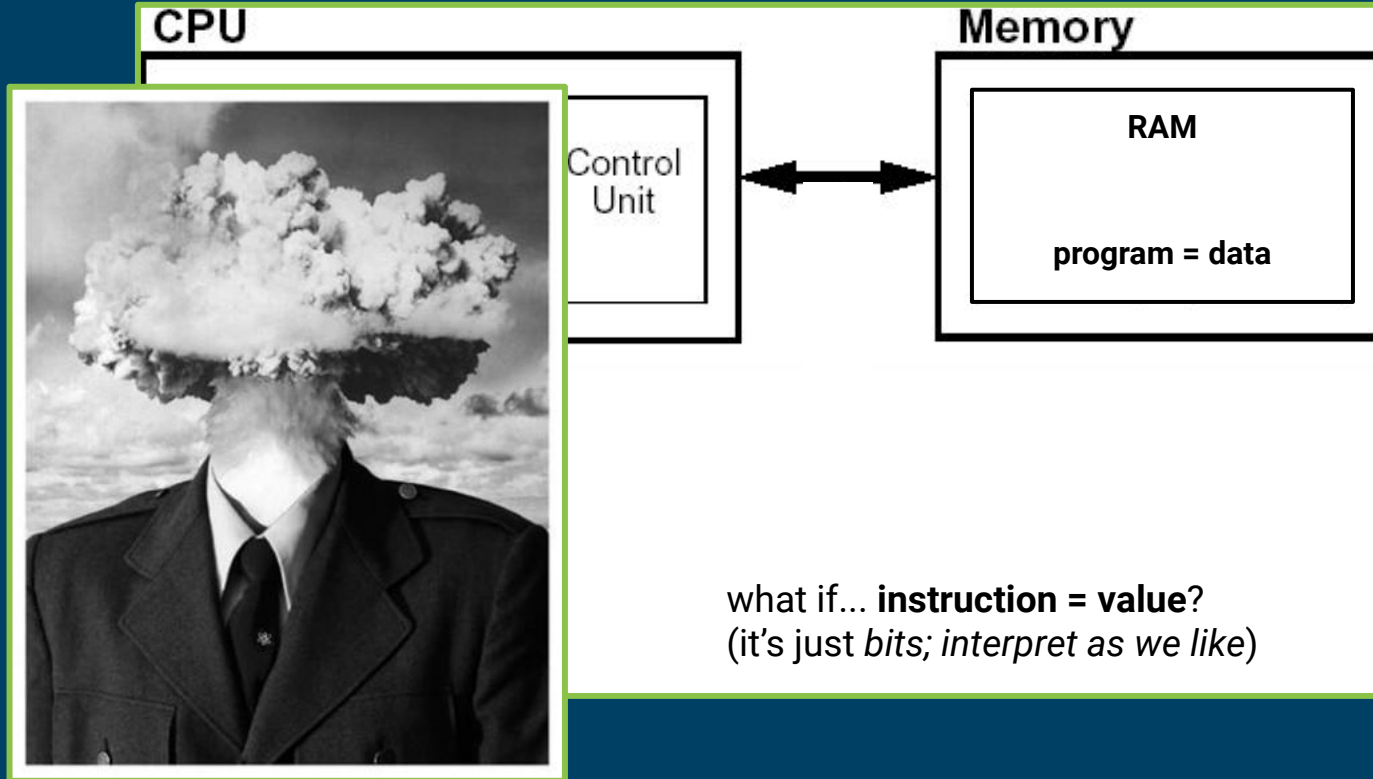 CPU
Memory
Control
Unit
RAM
program = data
what if... instruction = value?
(it's just bits; interpret as we like)